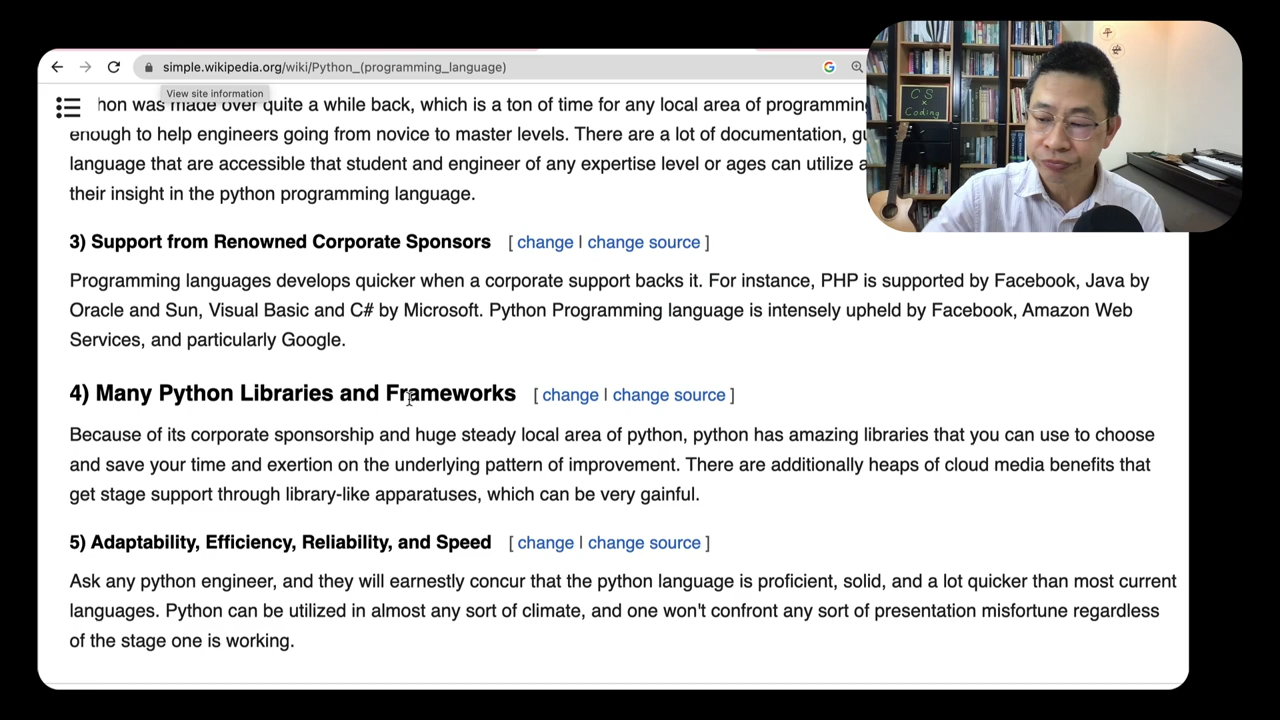 simple.wikipedia.org/wiki/Python_(programming_language)
View site information
hon was made over quite a while back, which is a ton of time for any local area of programming
enough to help engineers going from novice to master levels. There are a lot of documentation,
language that are accessible that student and engineer of any expertise level or ages can utilize
their insight in the python programming language.
3) Support from Renowned Corporate Sponsors [ change | change source ]
Programming languages develops quicker when a corporate support backs it. For instance, PHP is supported by Facebook, Java by
Oracle and Sun, Visual Basic and C# by Microsoft. Python Programming language is intensely upheld by Facebook, Amazon Web
Services, and particularly Google.
4) Many Python Libraries and Frameworks [ change | change source ]
Because of its corporate sponsorship and huge steady local area of python, python has amazing libraries that you can use to choose
and save your time and exertion on the underlying pattern of improvement. There are additionally heaps of cloud media benefits that
get stage support through library-like apparatuses, which can be very gainful.
5) Adaptability, Efficiency, Reliability, and Speed [ change | change source ]
Ask any python engineer, and they will earnestly concur that the python language is proficient, solid, and a lot quicker than most current
languages. Python can be utilized in almost any sort of climate, and one won't confront any sort of presentation misfortune regardless
of the stage one is working.
CS
x
Coding